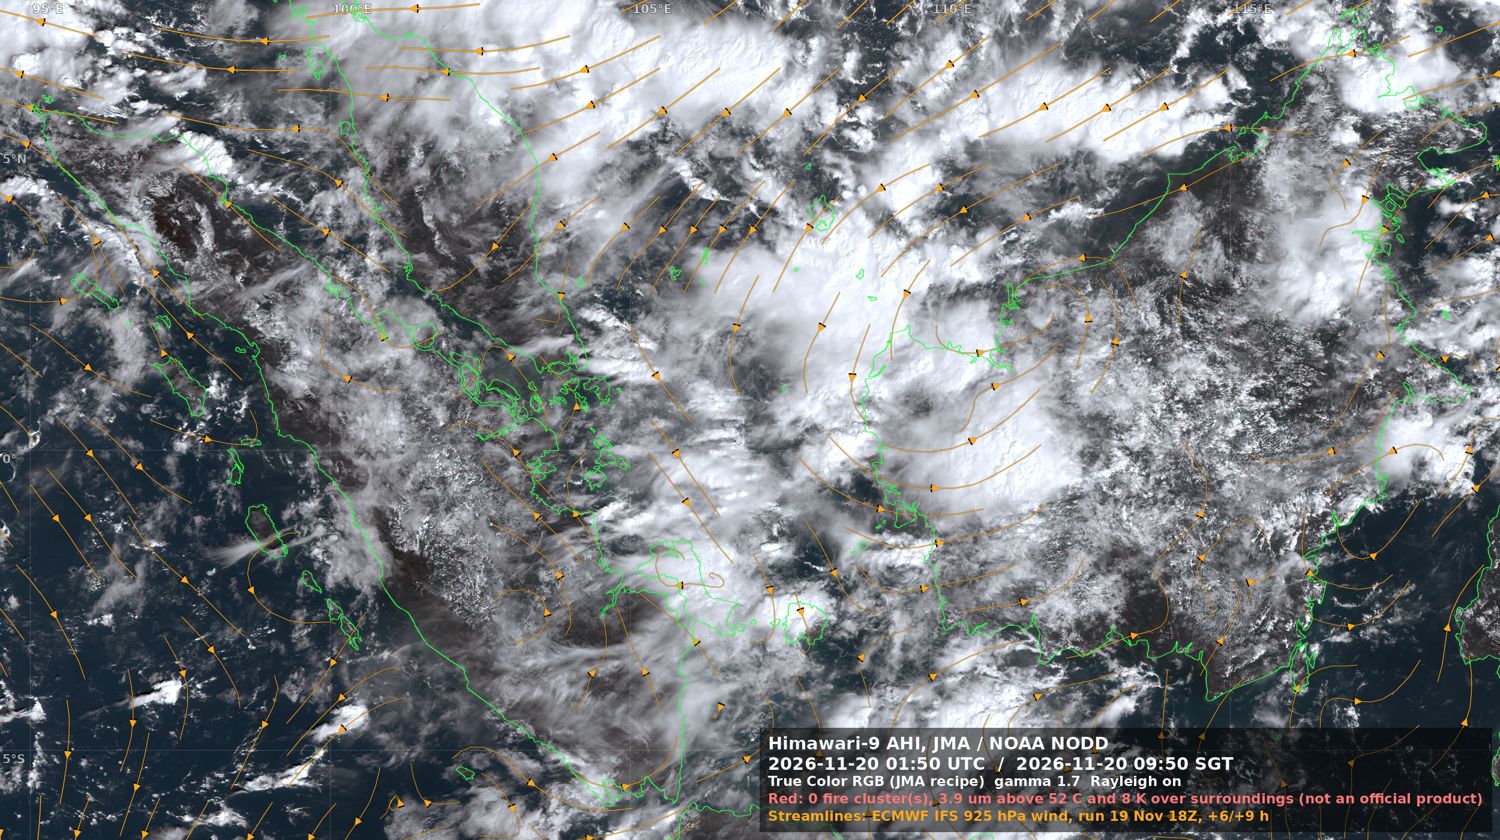 95°E 100°E 105°E 110°E 115°E
5°N
0°
5°S
Himawari-9 AHI, JMA / NOAA NODD
2026-11-20 01:50 UTC / 2026-11-20 09:50 SGT
True Color RGB (JMA recipe) gamma 1.7 Rayleigh on
Red: 0 fire cluster(s), 3.9 um above 52 C and 8 K over surroundings (not an official product)
Streamlines: ECMWF IFS 925 hPa wind, run 19 Nov 18Z, +6/+9 h